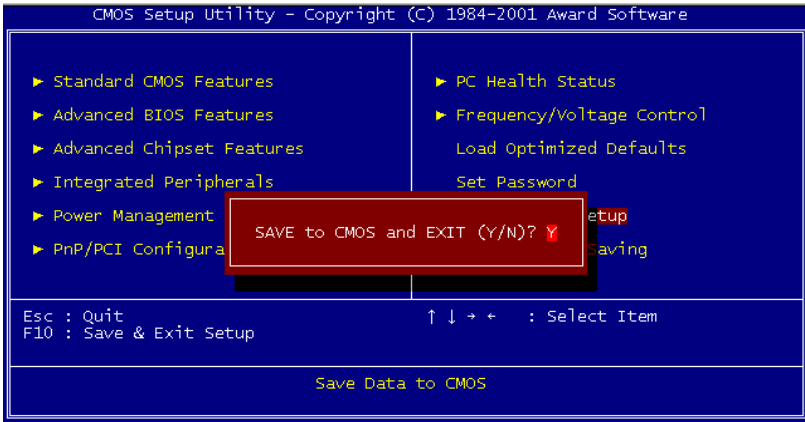 CMOS Setup Utility - Copyright (C) 1984-2001 Award Software
► Standard CMOS Features
► Advanced BIOS Features
► Advanced Chipset Features
► Integrated Peripherals
► Power Management
► PnP/PCI Configura
► PC Health Status
► Frequency/Voltage Control
Load Optimized Defaults
Set Password
etup
aving
SAVE to CMOS and EXIT (Y/N)? Y
Esc : Quit
F10 : Save & Exit Setup
↑ ↓ → ← : Select Item
Save Data to CMOS